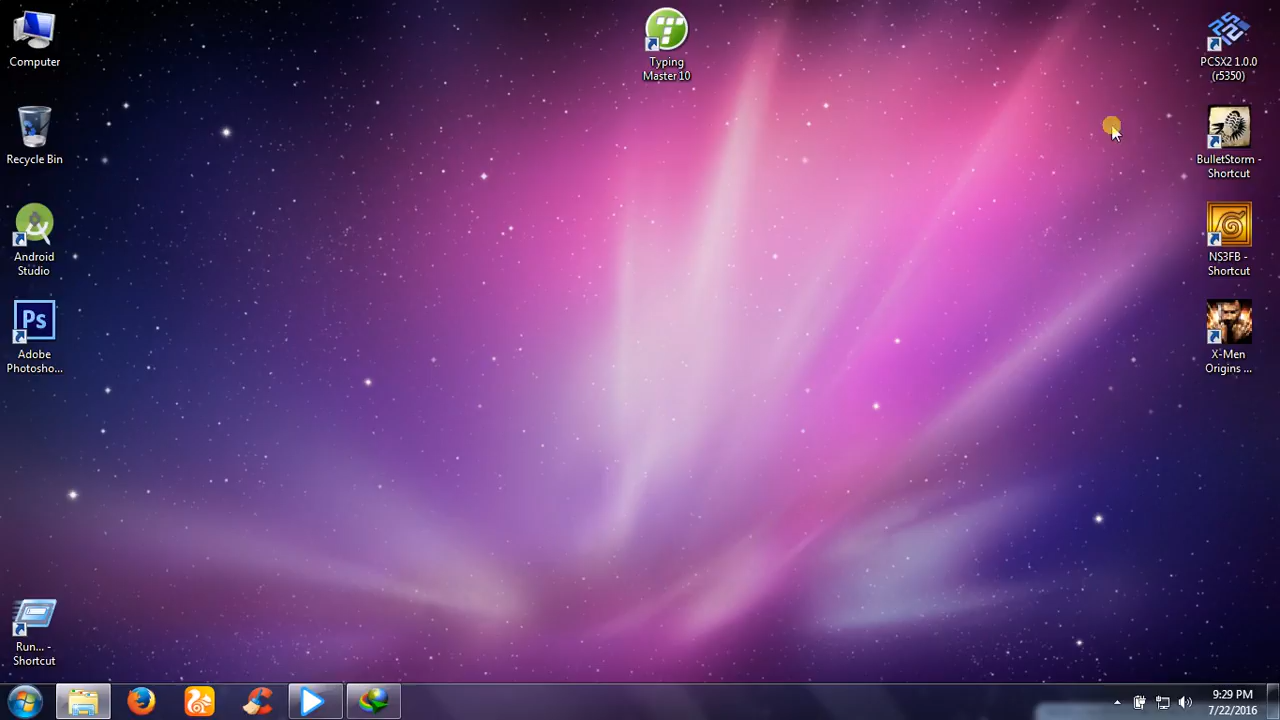 Computer
Recycle Bin
Android
Studio
Ps
Adobe
Photosho...
Run... -
Shortcut
Typing
Master 10
PCSX2 1.0.0
(r5350)
BulletStorm -
Shortcut
NS3FB -
Shortcut
X-Men
Origins ...
9:29 PM
7/22/2016